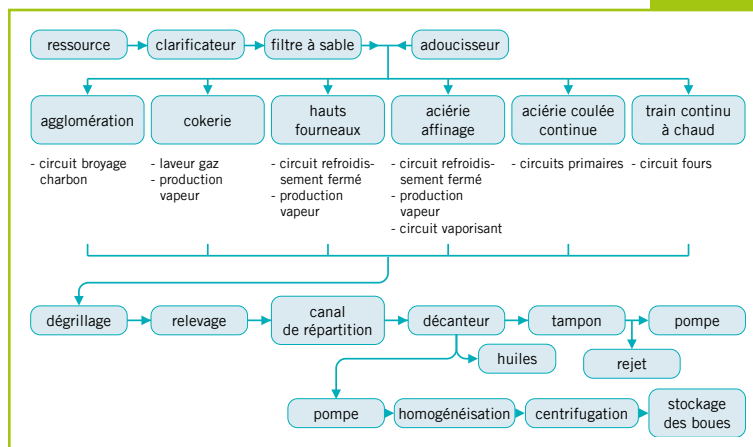 ressource
clarificateur
filtre à sable
adoucisseur
agglomération
cokerie
hauts
fourneaux
aciérie
affinage
aciérie coulée
continue
train continu
à chaud
- circuit broyage
charbon
- laveur gaz
- production
vapeur
- circuit refroidis-
sement fermé
- production
vapeur
- circuit refroidis-
sement fermé
- production
vapeur
- circuit vaporisant
- circuits primaires
- circuit fours
dégrillage
relevage
canal
de répartition
décanteur
tampon
pompe
huiles
rejet
pompe
homogénéisation
centrifugation
stockage
des boues